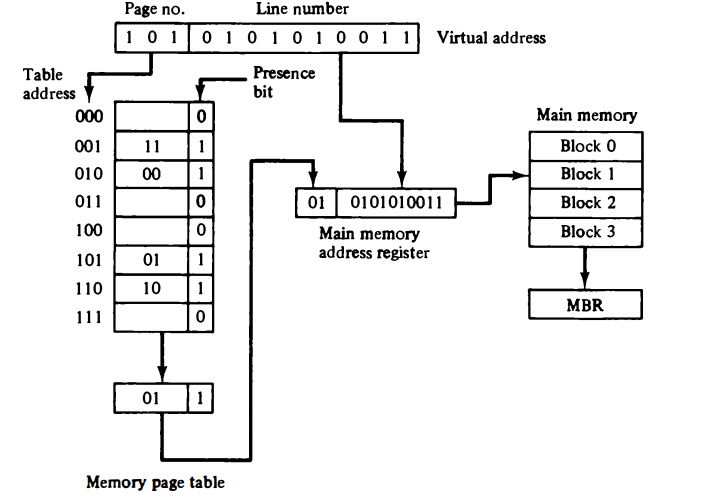 Page no. Line number
1 0 1 0 1 0 1 0 1 0 0 1 1 Virtual address
Table address
Presence bit
000 0
001 11 1
010 00 1
011 0
100 0
101 01 1
110 10 1
111 0
01 1
Memory page table
01 0101010011
Main memory
address register
Main memory
Block 0
Block 1
Block 2
Block 3
MBR